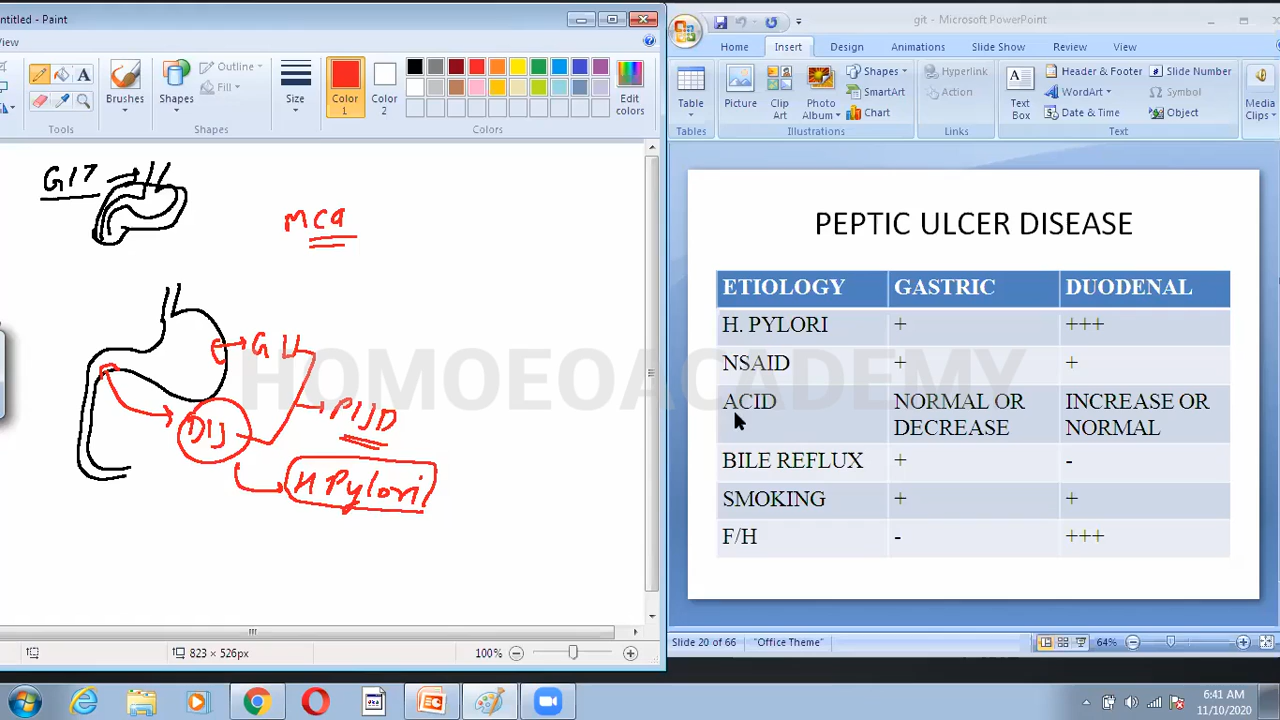 ntitled - Paint
View
Brushes
Shapes
Outline
Fill
Size
Color 1
Color 2
Edit colors
Tools
Shapes
Colors
GIT
MCQ
GU
DU
PUD
H Pylori
823 × 526px
100%
git - Microsoft PowerPoint
Home Insert Design Animations Slide Show Review View
Table
Picture
Clip Art
Photo Album
Shapes
SmartArt
Chart
Hyperlink
Action
Text Box
Header & Footer
WordArt
Date & Time
Slide Number
Symbol
Object
Media Clips
Tables
Illustrations
Links
Text
PEPTIC ULCER DISEASE
ETIOLOGY GASTRIC DUODENAL
H. PYLORI + +++
NSAID + +
ACID NORMAL OR DECREASE INCREASE OR NORMAL
BILE REFLUX + -
SMOKING + +
F/H - +++
HOMOEOACADEMY
Slide 20 of 66 "Office Theme" 64%
6:41 AM
11/10/2020